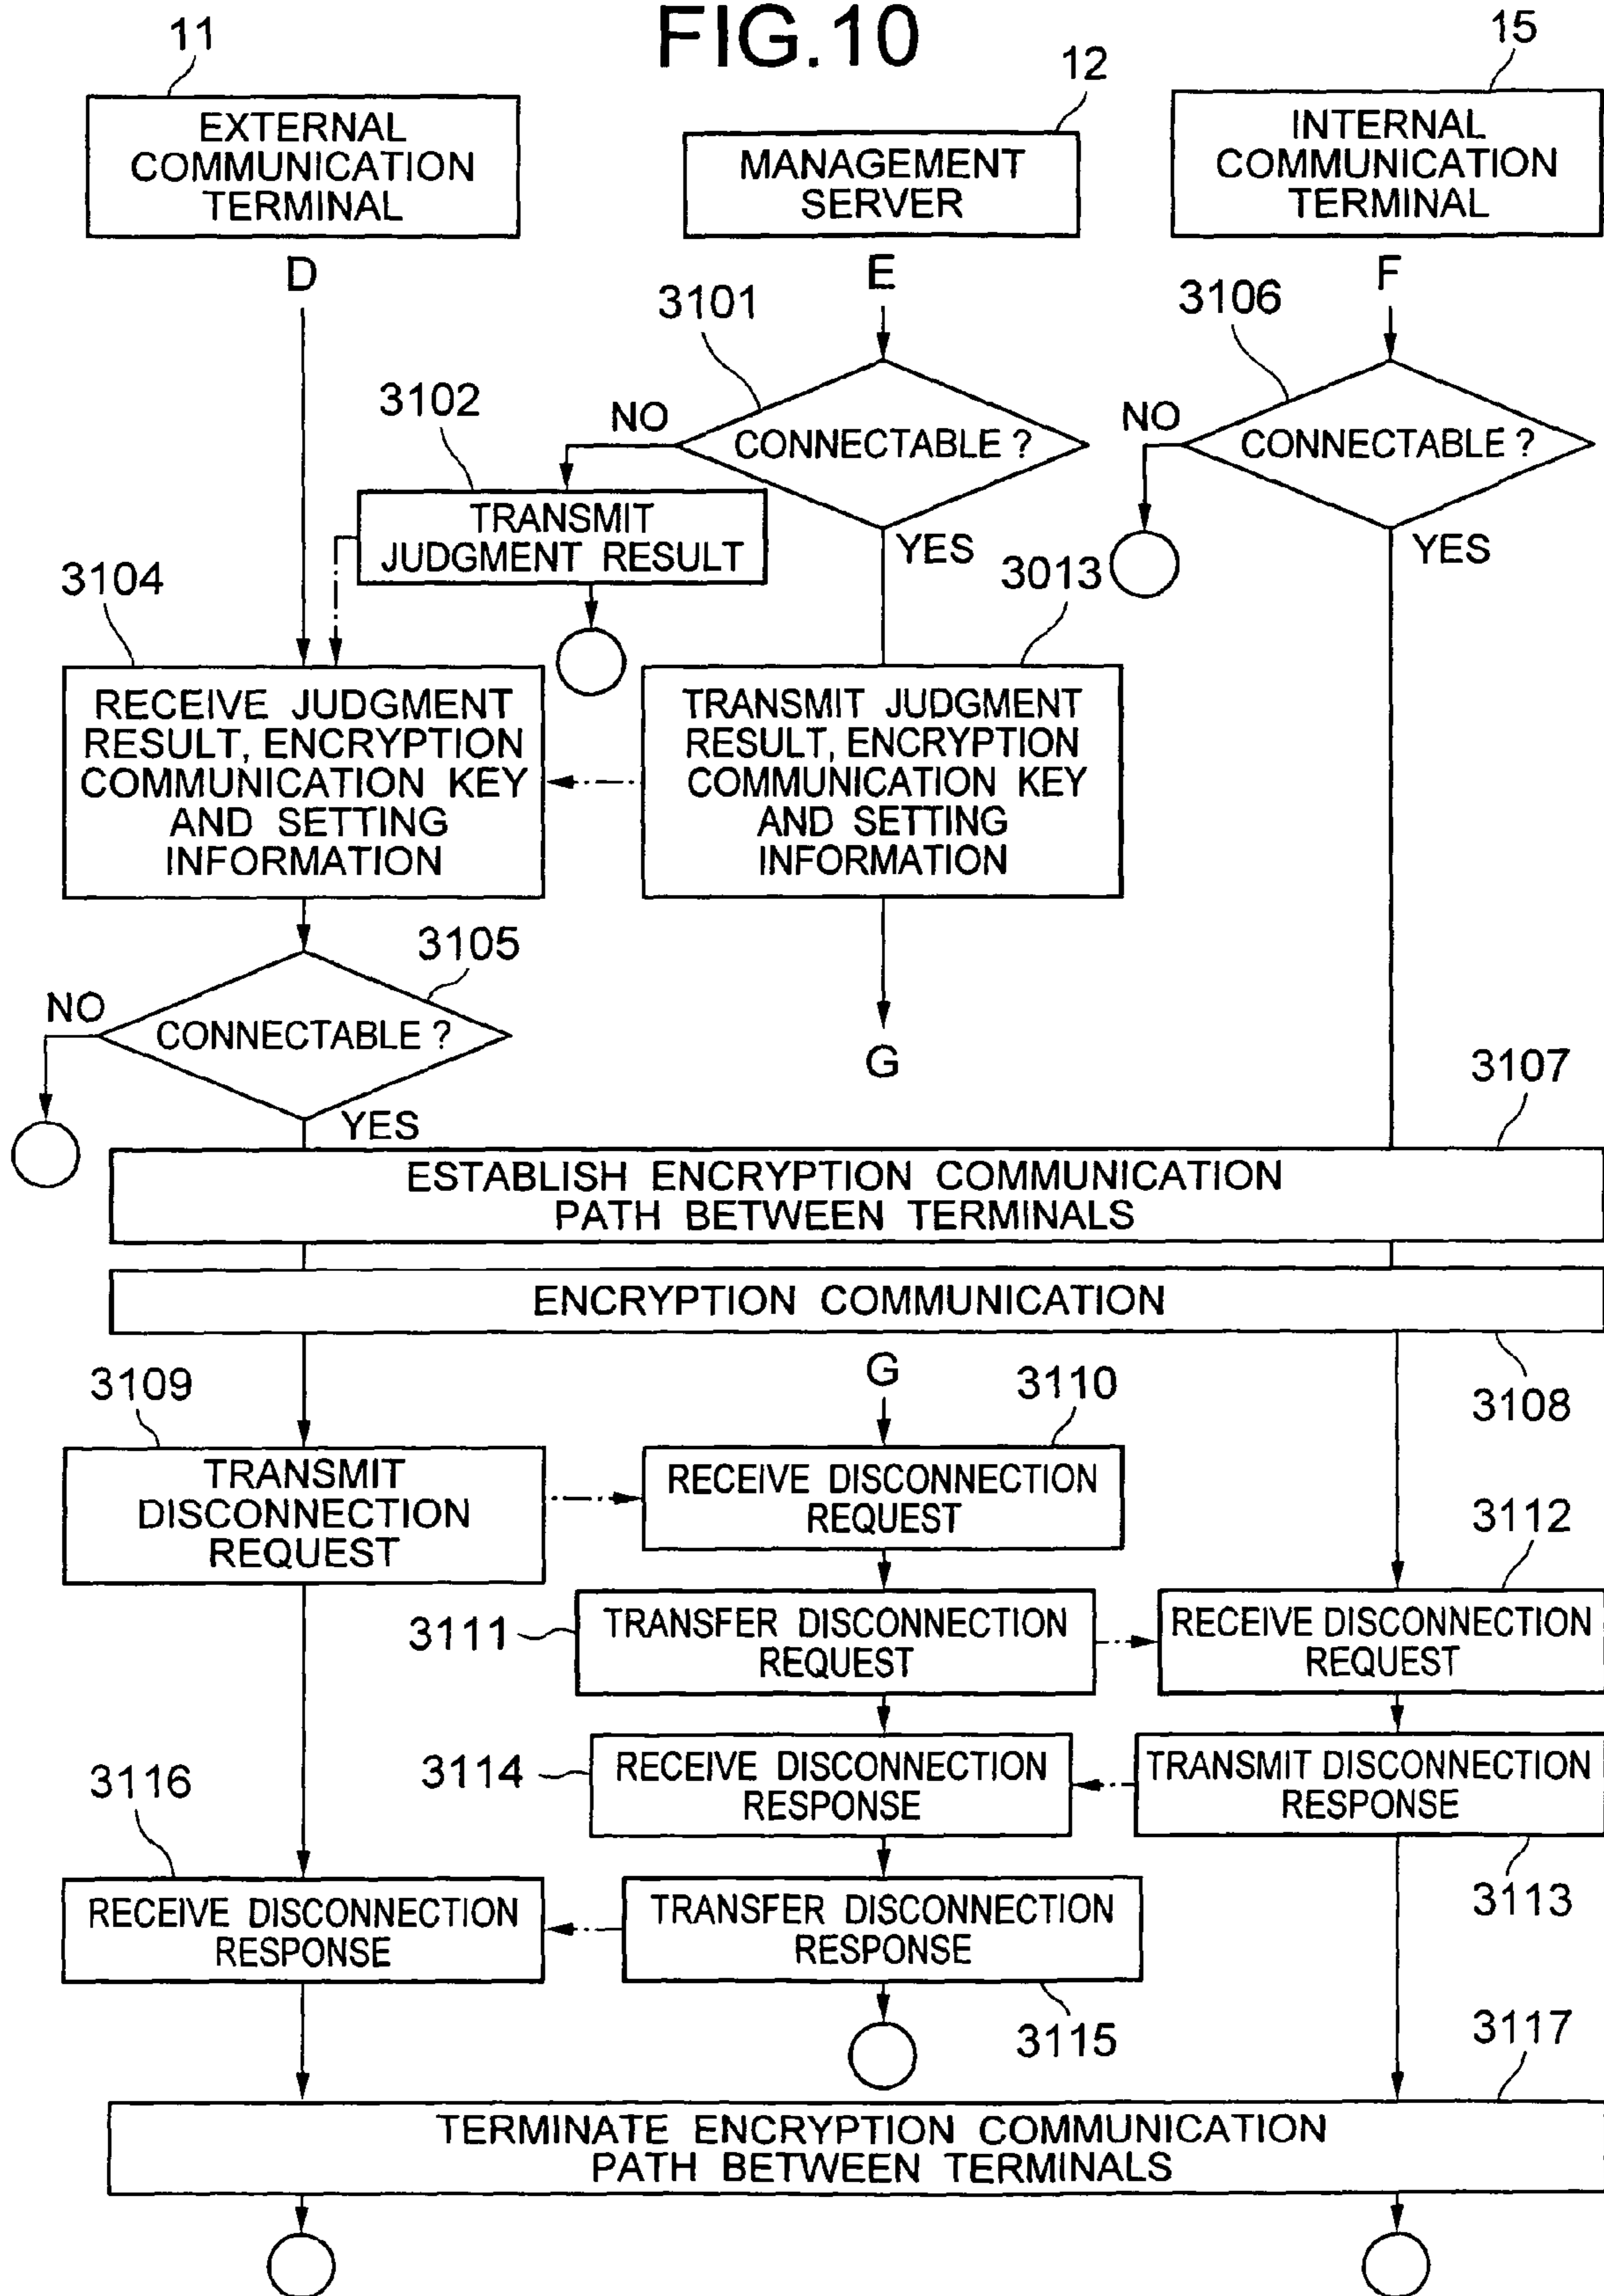 FIG.10
11
12
15
EXTERNAL
COMMUNICATION
TERMINAL
MANAGEMENT
SERVER
INTERNAL
COMMUNICATION
TERMINAL
D
E
F
3101
3106
3102
NO
CONNECTABLE ?
NO
CONNECTABLE ?
TRANSMIT
JUDGMENT RESULT
YES
YES
3104
3013
RECEIVE JUDGMENT
RESULT, ENCRYPTION
COMMUNICATION KEY
AND SETTING
INFORMATION
TRANSMIT JUDGMENT
RESULT, ENCRYPTION
COMMUNICATION KEY
AND SETTING
INFORMATION
3105
NO
CONNECTABLE ?
G
YES
3107
ESTABLISH ENCRYPTION COMMUNICATION
PATH BETWEEN TERMINALS
ENCRYPTION COMMUNICATION
3108
3109
G
3110
TRANSMIT
DISCONNECTION
REQUEST
RECEIVE DISCONNECTION
REQUEST
3112
3111
TRANSFER DISCONNECTION
REQUEST
RECEIVE DISCONNECTION
REQUEST
3114
RECEIVE DISCONNECTION
RESPONSE
TRANSMIT DISCONNECTION
RESPONSE
3116
3113
RECEIVE DISCONNECTION
RESPONSE
TRANSFER DISCONNECTION
RESPONSE
3115
3117
TERMINATE ENCRYPTION COMMUNICATION
PATH BETWEEN TERMINALS